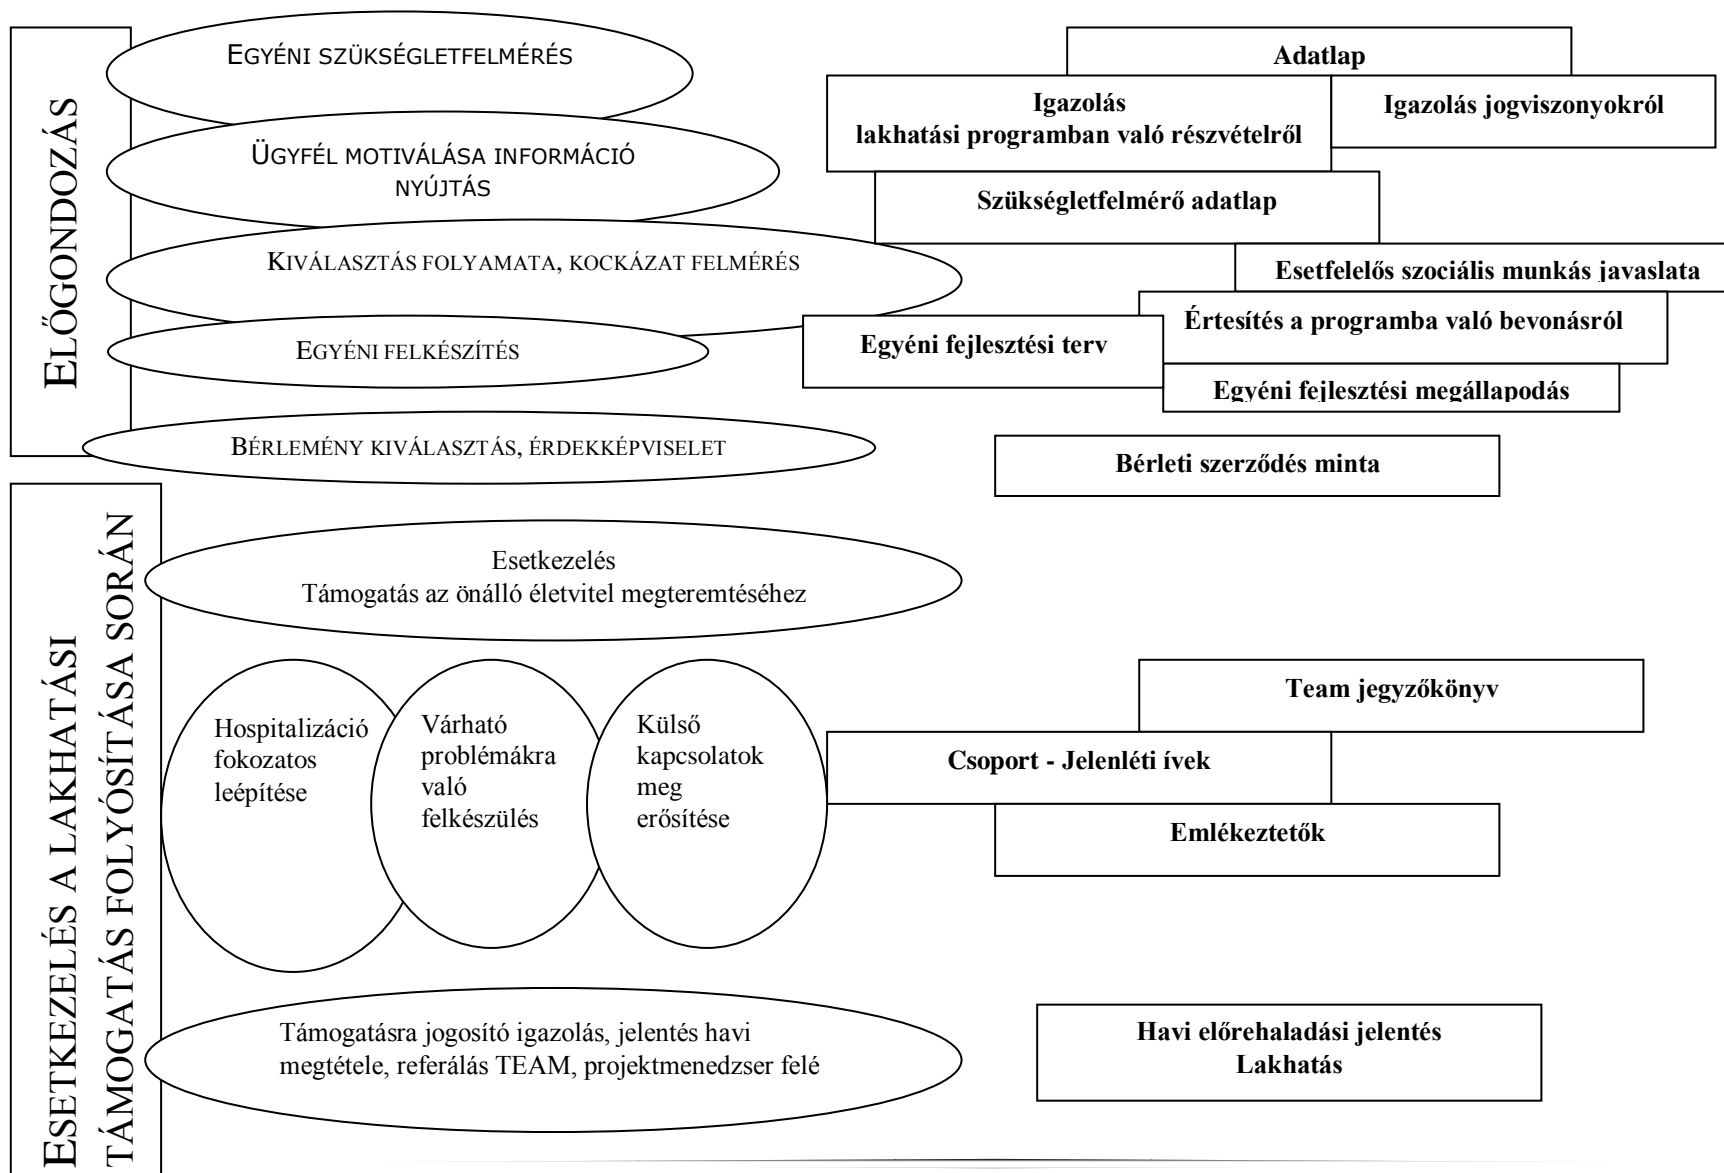 ELŐGONDOZÁS
EGYÉNI SZÜKSÉGLETFELMÉRÉS
ÜGYFÉL MOTIVÁLÁSA INFORMÁCIÓ
NYÚJTÁS
KIVÁLASZTÁS FOLYAMATA, KOCKÁZAT FELMÉRÉS
EGYÉNI FELKÉSZÍTÉS
BÉRLEMÉNY KIVÁLASZTÁS, ÉRDEKKÉPVISELET
Adatlap
Igazolás
lakhatási programban való részvételről
Igazolás jogviszonyokról
Szükségletfelmérő adatlap
Esetfelelős szociális munkás javaslata
Értesítés a programba való bevonásról
Egyéni fejlesztési terv
Egyéni fejlesztési megállapodás
Bérleti szerződés minta
ESETKEZELÉS A LAKHATÁSI
TÁMOGATÁS FOLYÓSÍTÁSA SORÁN
Esetkezelés
Támogatás az önálló életvitel megteremtéséhez
Hospitalizáció
fokozatos
leépítése
Várható
problémákra
való
felkészülés
Külső
kapcsolatok
meg
erősítése
Team jegyzőkönyv
Csoport - Jelenléti ívek
Emlékeztetők
Támogatásra jogosító igazolás, jelentés havi
megtétele, referálás TEAM, projektmenedzser felé
Havi előrehaladási jelentés
Lakhatás